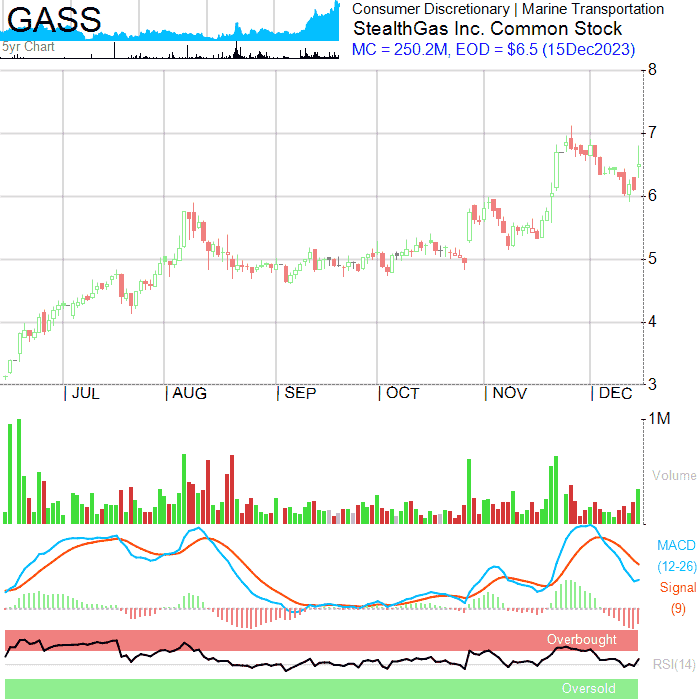 GASS
5yr Chart
Consumer Discretionary | Marine Transportation
StealthGas Inc. Common Stock
MC = 250.2M, EOD = $6.5 (15Dec2023)
8
7
6
5
4
3
| JUL | AUG | SEP | OCT | NOV | DEC
1M
Volume
MACD
(12-26)
Signal
(9)
Overbought
RSI(14)
Oversold